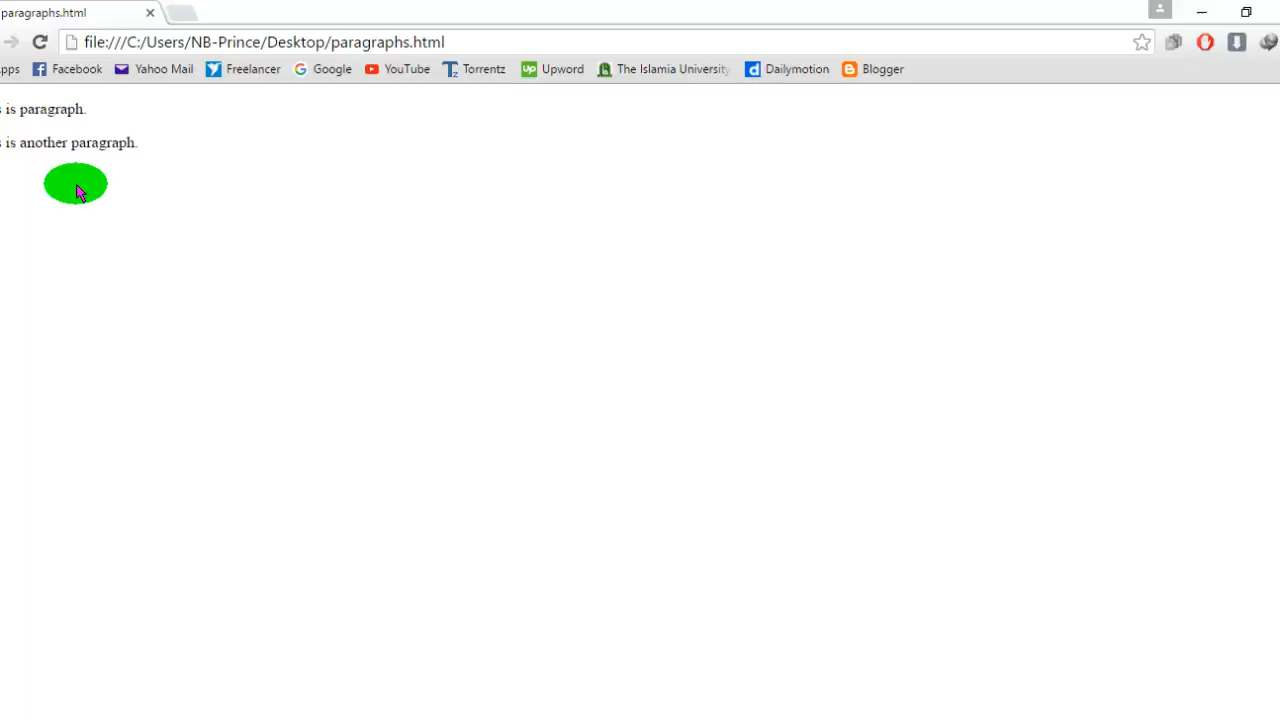 paragraphs.html
file:///C:/Users/NB-Prince/Desktop/paragraphs.html
Facebook Yahoo Mail Freelancer Google YouTube Torrentz Upword The Islamia University Dailymotion Blogger
is paragraph.
is another paragraph.